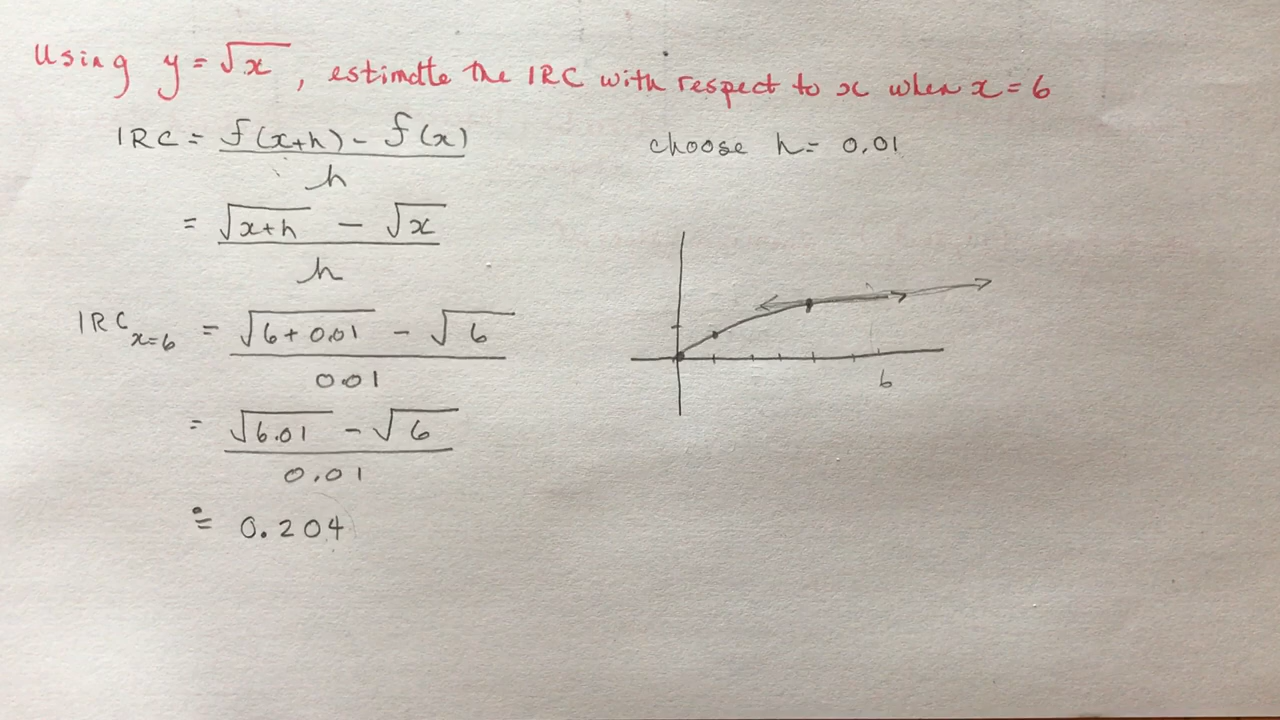 Using y = √x, estimatte the IRC with respect to x when x = 6
IRC = f(x+h) - f(x)
h
choose h = 0.01
= √x+h - √x
h
IRC x=6 = √6+0.01 - √6
0.01
= √6.01 - √6
0.01
≐ 0.204
6